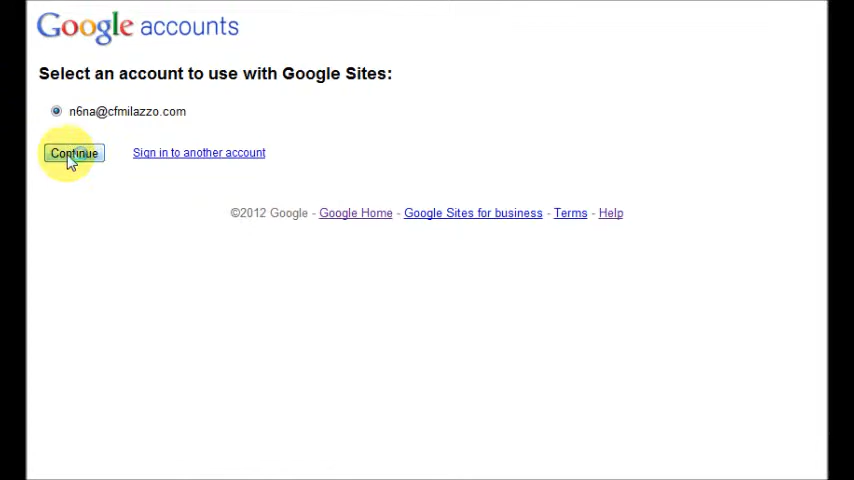 Google accounts
Select an account to use with Google Sites:
n6na@cfmilazzo.com
Continue Sign in to another account
©2012 Google - Google Home - Google Sites for business - Terms - Help